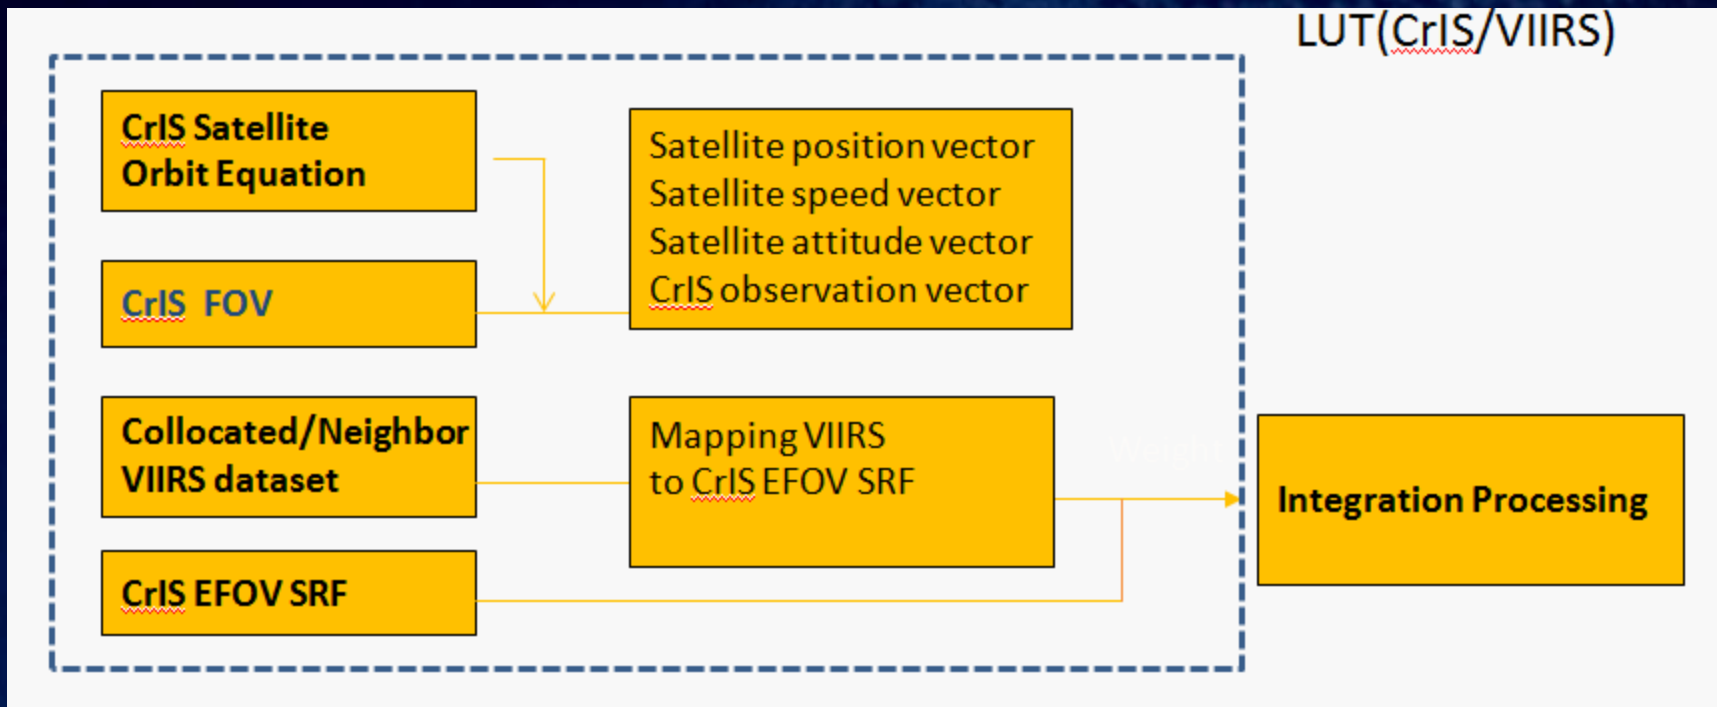 LUT(CrIS/VIIRS)
CrIS Satellite
Orbit Equation
Satellite position vector
Satellite speed vector
Satellite attitude vector
CrIS observation vector
CrIS FOV
Collocated/Neighbor
VIIRS dataset
Mapping VIIRS
to CrIS EFOV SRF
Weight
Integration Processing
CrIS EFOV SRF